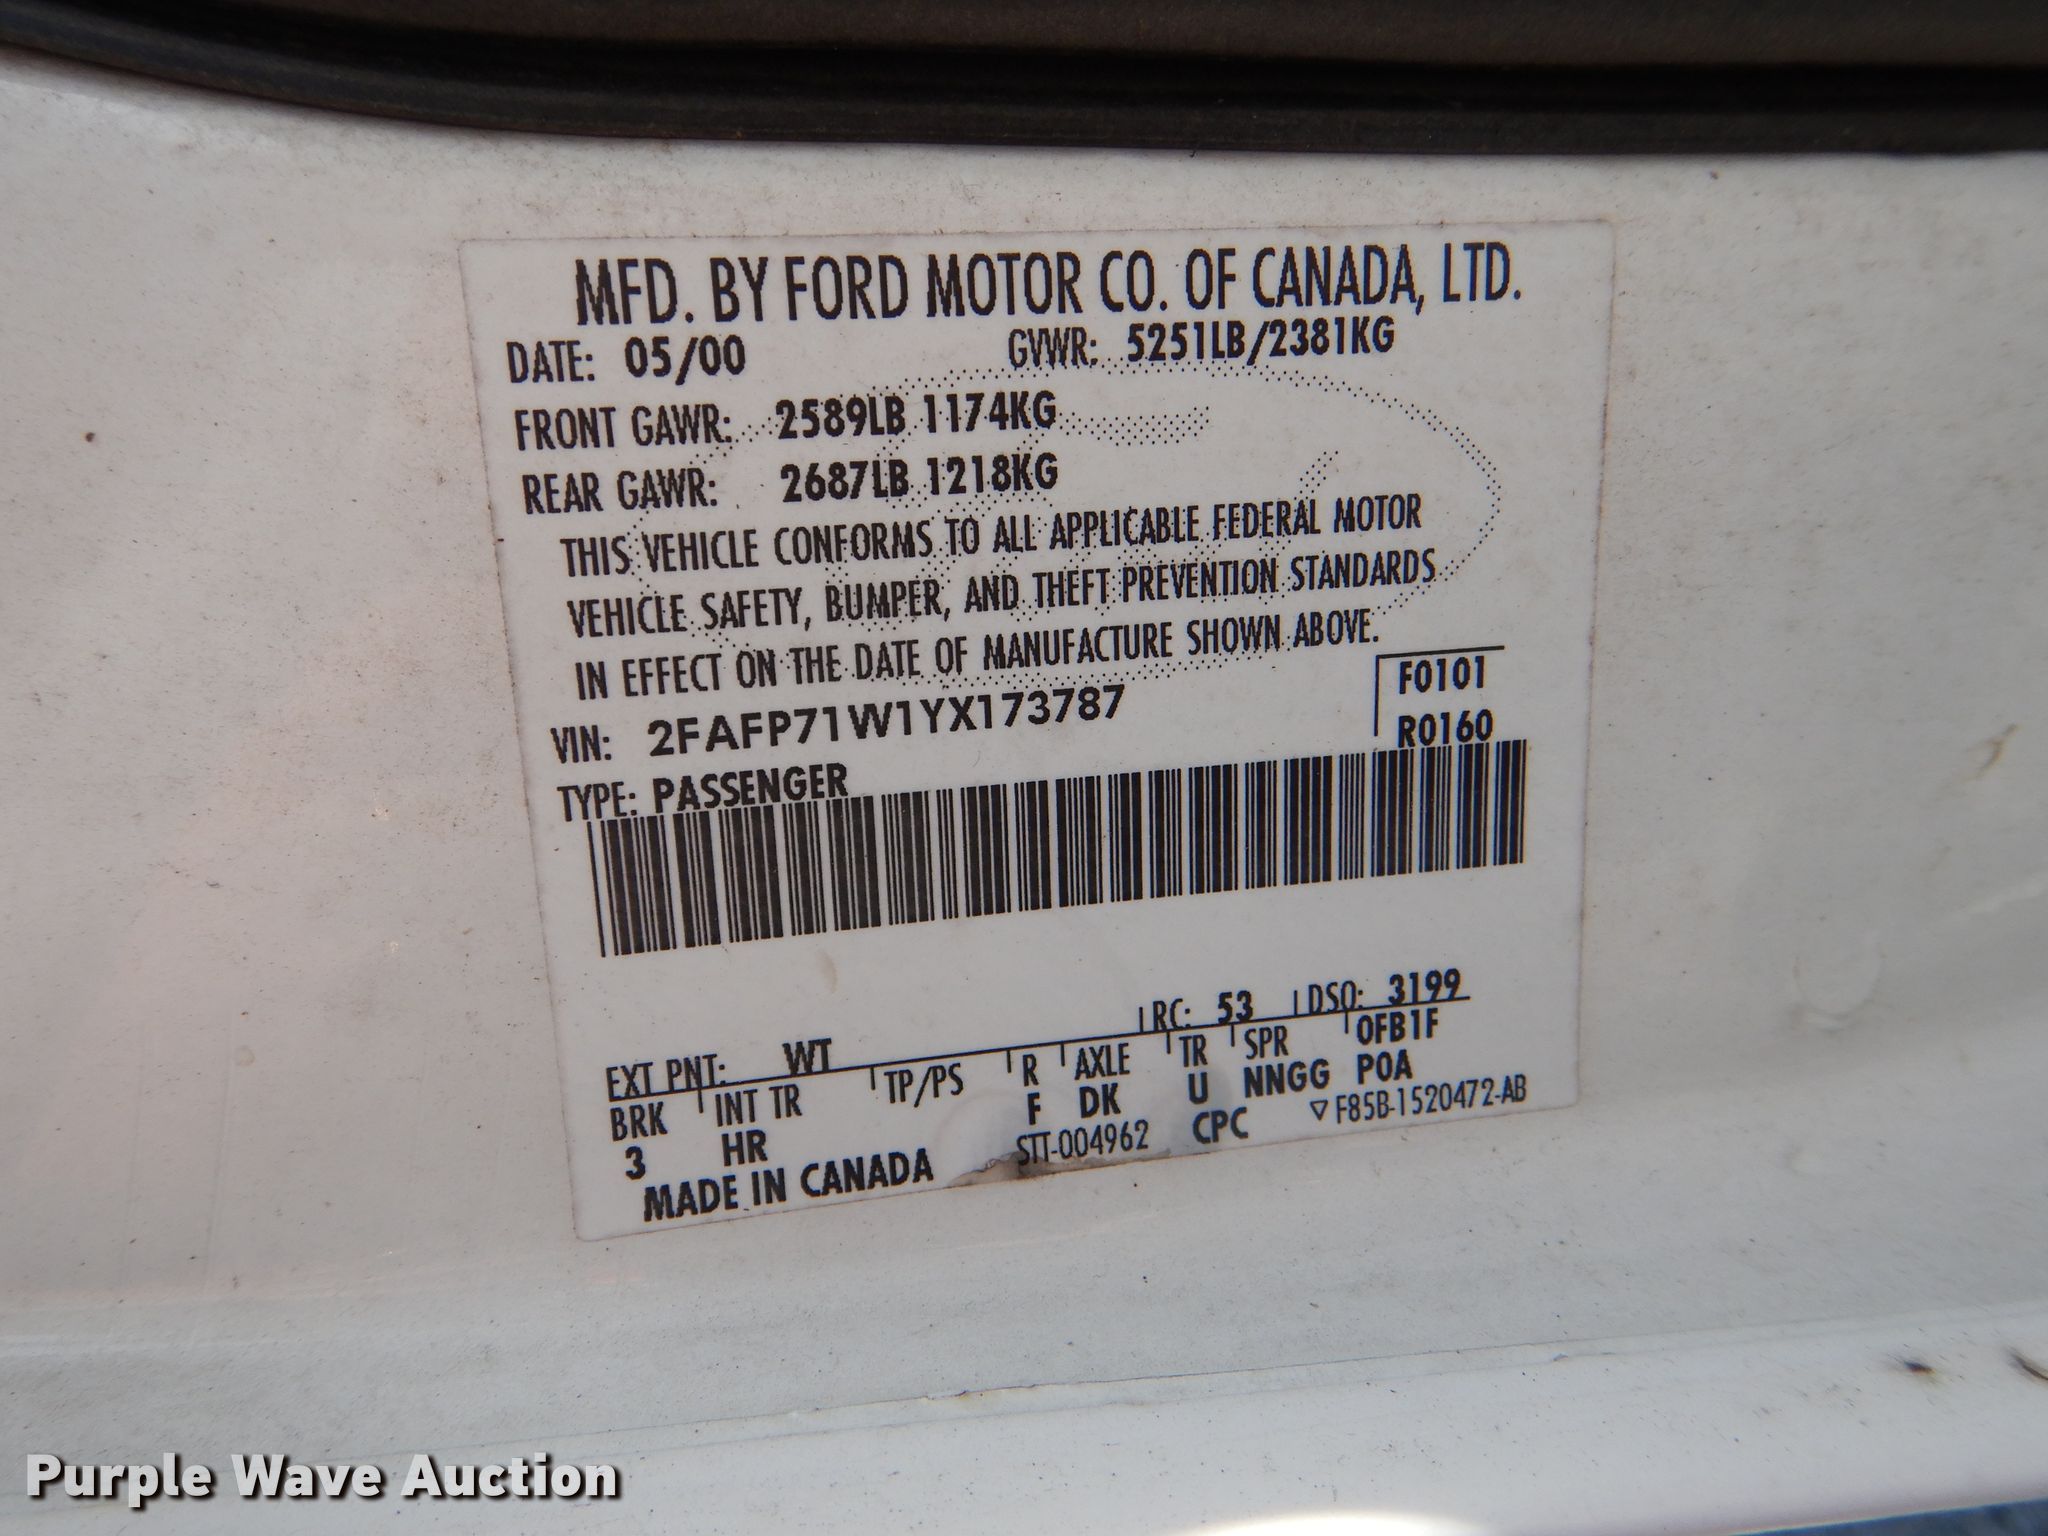 MFD. BY FORD MOTOR CO. OF CANADA, LTD.
DATE: 05/00 GVWR: 5251LB/2381KG
FRONT GAWR: 2589LB 1174KG
REAR GAWR: 2687LB 1218KG
THIS VEHICLE CONFORMS TO ALL APPLICABLE FEDERAL MOTOR
VEHICLE SAFETY, BUMPER, AND THEFT PREVENTION STANDARDS
IN EFFECT ON THE DATE OF MANUFACTURE SHOWN ABOVE.
F0101
VIN: 2FAFP71W1YX173787 R0160
TYPE: PASSENGER
EXT PNT: WT RC: 53 DSO: 3199
BRK INT TR TP/PS R AXLE TR SPR 0FB1F
3 HR F DK U NNGG P0A
MADE IN CANADA STT-004962 CPC ▽ F85B-1520472-AB
Purple Wave Auction